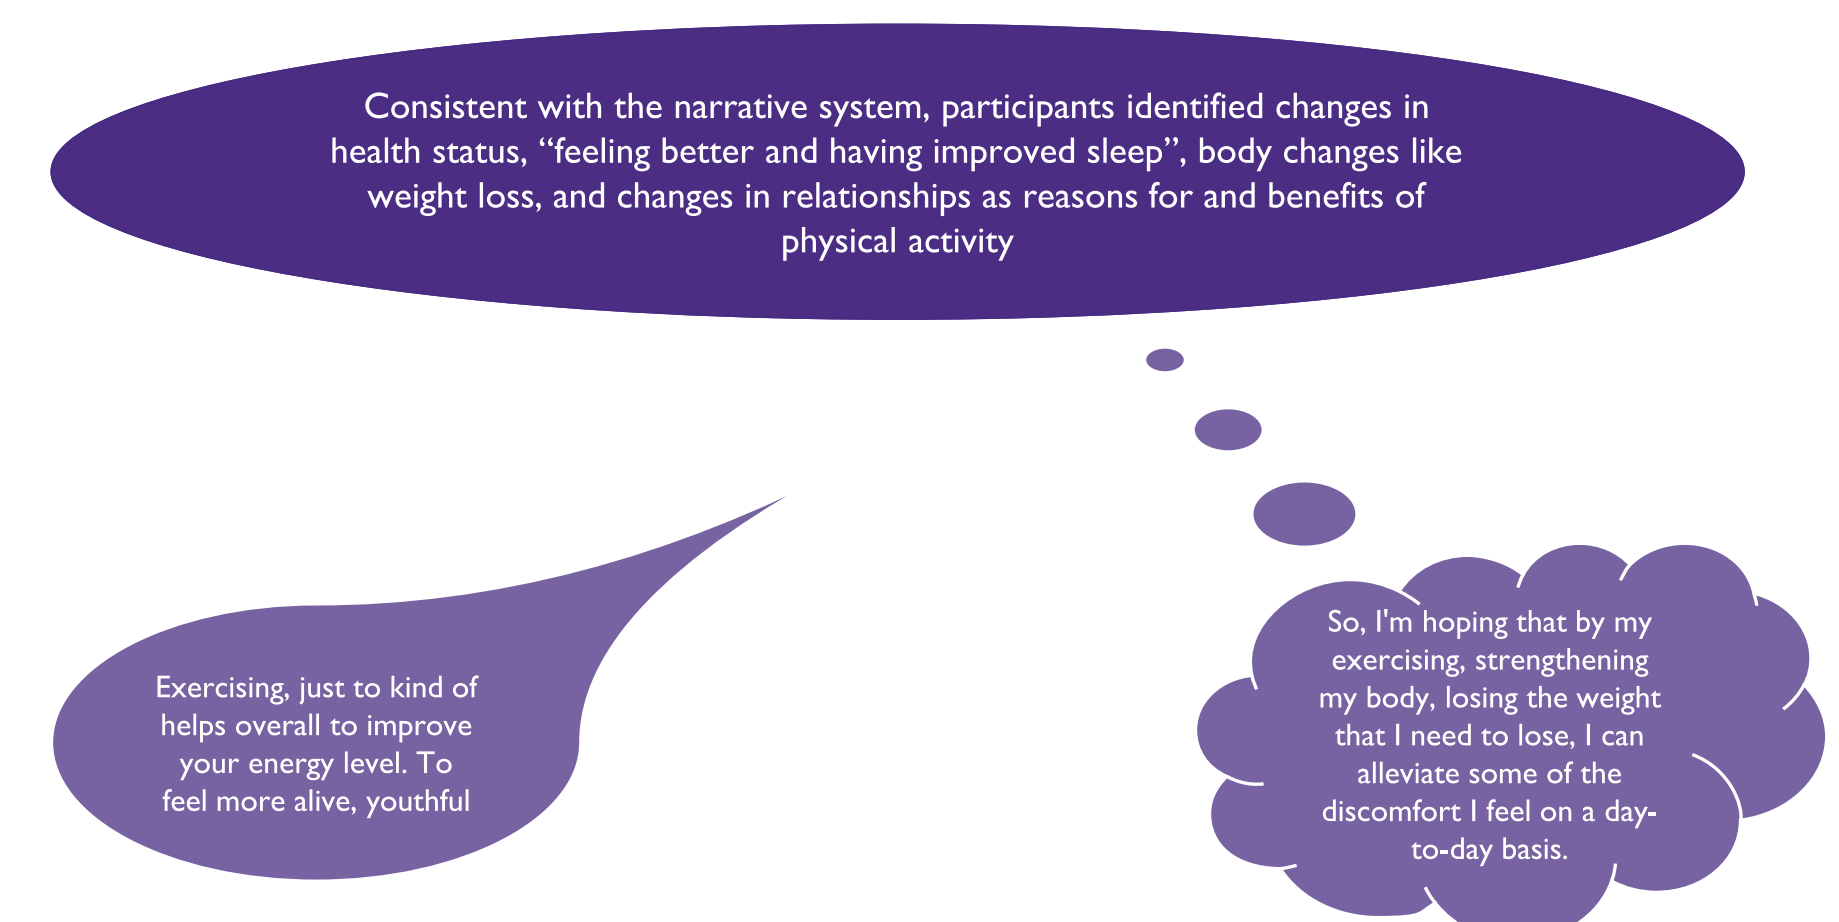 Consistent with the narrative system, participants identified changes in
health status, “feeling better and having improved sleep”, body changes like
weight loss, and changes in relationships as reasons for and benefits of
physical activity
Exercising, just to kind of
helps overall to improve
your energy level. To
feel more alive, youthful
So, I'm hoping that by my
exercising, strengthening
my body, losing the weight
that I need to lose, I can
alleviate some of the
discomfort I feel on a day-
to-day basis.